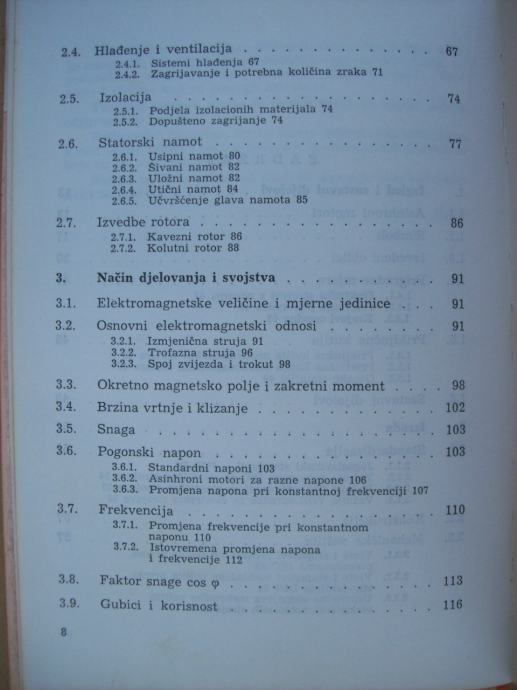 2.4. Hlađenje i ventilacija . . . . . . . . . . . . . . 67
2.4.1. Sistemi hlađenja 67
2.4.2. Zagrijavanje i potrebna količina zraka 71
2.5. Izolacija . . . . . . . . . . . . . . . . . . 74
2.5.1. Podjela izolacionih materijala 74
2.5.2. Dopušteno zagrijanje 74
2.6. Statorski namot . . . . . . . . . . . . . . . 77
2.6.1. Usipni namot 80
2.6.2. Šivani namot 82
2.6.3. Uložni namot 82
2.6.4. Utični namot 84
2.6.5. Učvršćenje glava namota 85
2.7. Izvedbe rotora . . . . . . . . . . . . . . . . 86
2.7.1. Kavezni rotor 86
2.7.2. Kolutni rotor 88
3. Način djelovanja i svojstva . . . . . . . . . . . 91
3.1. Elektromagnetske veličine i mjerne jedinice . . . 91
3.2. Osnovni elektromagnetski odnosi . . . . . . . . 91
3.2.1. Izmjenična struja 91
3.2.2. Trofazna struja 96
3.2.3. Spoj zvijezda i trokut 98
3.3. Okretno magnetsko polje i zakretni moment . . . . 98
3.4. Brzina vrtnje i klizanje . . . . . . . . . . . . . 102
3.5. Snaga . . . . . . . . . . . . . . . . . . . 103
3.6. Pogonski napon . . . . . . . . . . . . . . . 103
3.6.1. Standardni naponi 103
3.6.2. Asinhroni motori za razne napone 106
3.6.3. Promjena napona pri konstantnoj frekvenciji 107
3.7. Frekvencija . . . . . . . . . . . . . . . . . 110
3.7.1. Promjena frekvencije pri konstantnom
naponu 110
3.7.2. Istovremena promjena napona
i frekvencije 112
3.8. Faktor snage cos φ . . . . . . . . . . . . . . 113
3.9. Gubici i korisnost . . . . . . . . . . . . . . . 116
8